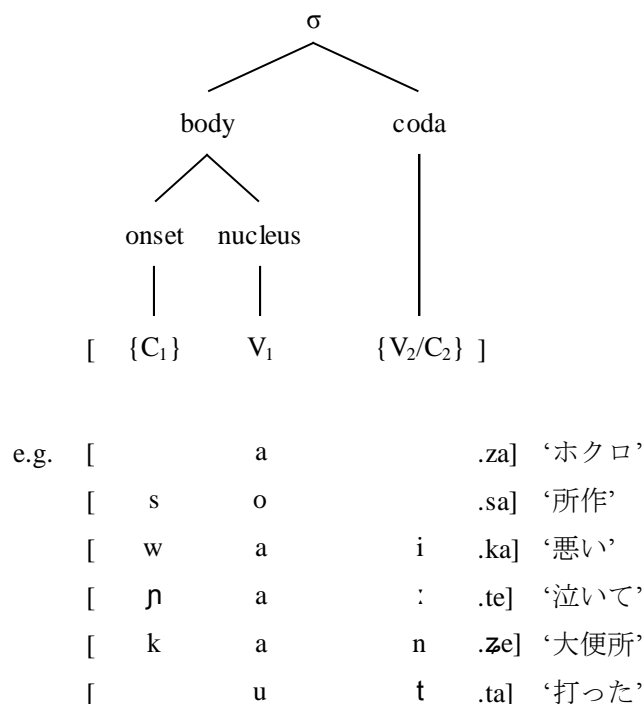 σ
body coda
onset nucleus
[ {C₁} V₁ {V₂/C₂} ]
e.g. [ a .za] ‘ホクロ’
[ s o .sa] ‘所作’
[ w a i .ka] ‘悪い’
[ ɲ a ː .te] ‘泣いて’
[ k a n .ʑe] ‘大便所’
[ u t .ta] ‘打った’